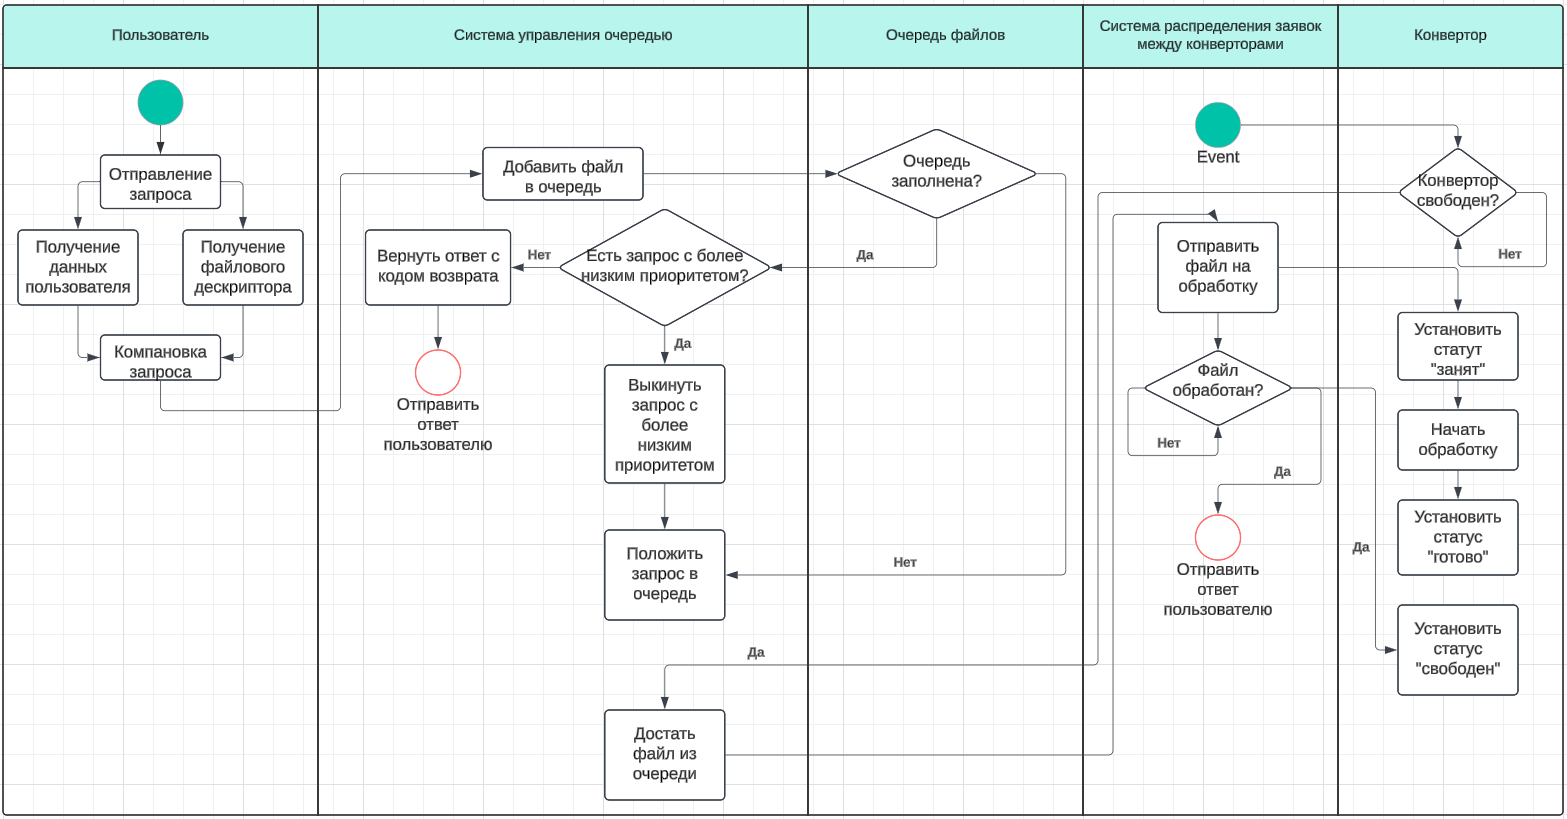 Пользователь
Система управления очередью
Очередь файлов
Система распределения заявок
между конверторами
Конвертор
Отправление
запроса
Получение
данных
пользователя
Получение
файлового
дескриптора
Компановка
запроса
Добавить файл
в очередь
Вернуть ответ с
кодом возврата
Нет
Есть запрос с более
низким приоритетом?
Да
Отправить
ответ
пользователю
Выкинуть
запрос с
более
низким
приоритетом
Положить
запрос в
очередь
Да
Достать
файл из
очереди
Очередь
заполнена?
Да
Нет
Event
Отправить
файл на
обработку
Файл
обработан?
Нет
Да
Отправить
ответ
пользователю
Конвертор
свободен?
Нет
Установить
статут
"занят"
Начать
обработку
Установить
статус
"готово"
Да
Установить
статус
"свободен"